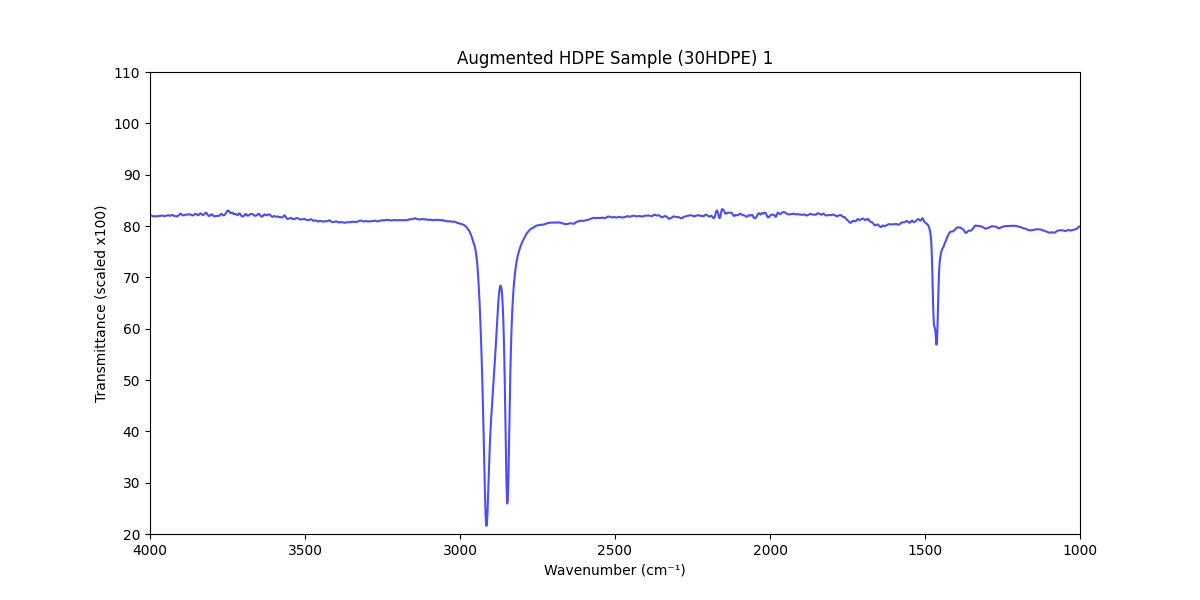 Augmented HDPE Sample (30HDPE) 1
110
100
90
80
70
60
50
40
30
20
Transmittance (scaled x100)
4000 3500 3000 2500 2000 1500 1000
Wavenumber (cm⁻¹)